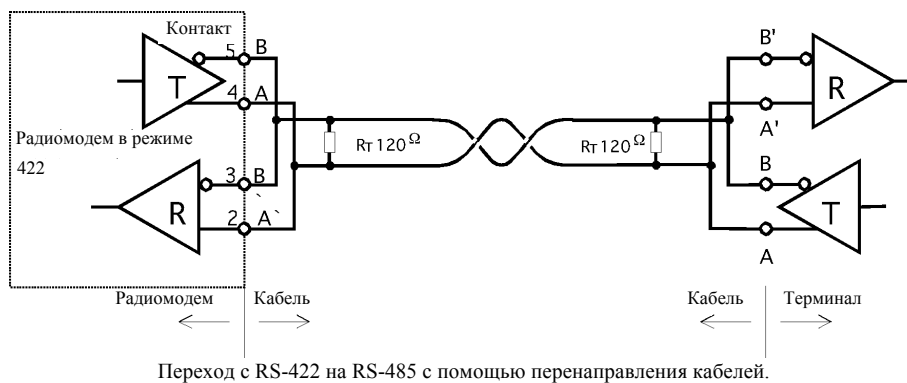 Контакт
5 B
T
4 A
Радиомодем в режиме
422
3 B
`
R
2 A`
RT 120 Ω
RT 120 Ω
B'
R
A'
B
T
A
Радиомодем
Кабель
Кабель
Терминал
Переход с RS-422 на RS-485 с помощью перенаправления кабелей.